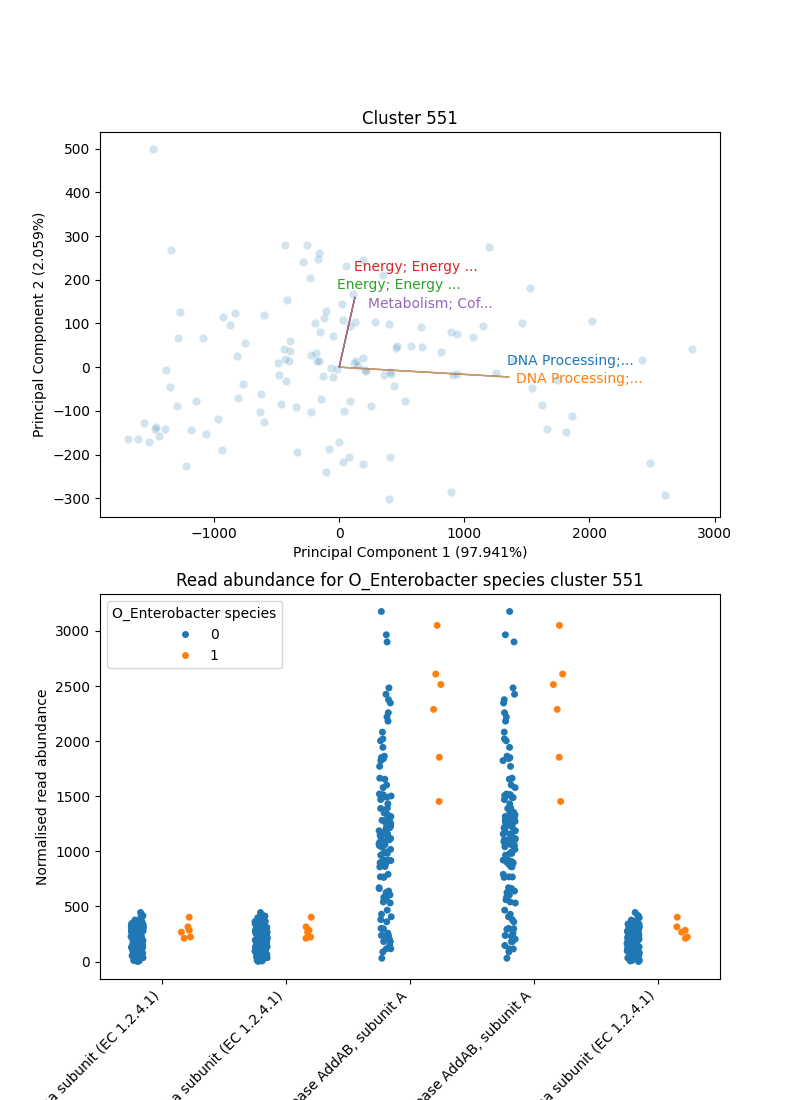 Cluster 551
Principal Component 2 (2.059%)
500
400
300
200
100
0
−100
−200
−300
Energy; Energy ...
Energy; Energy ...
Metabolism; Cof...
DNA Processing;...
DNA Processing;...
−1000
0
1000
2000
3000
Principal Component 1 (97.941%)
Read abundance for O_Enterobacter species cluster 551
Normalised read abundance
O_Enterobacter species
0
1
3000
2500
2000
1500
1000
500
0
subunit (EC 1.2.4.1)
subunit (EC 1.2.4.1)
AddAB, subunit A
AddAB, subunit A
subunit (EC 1.2.4.1)